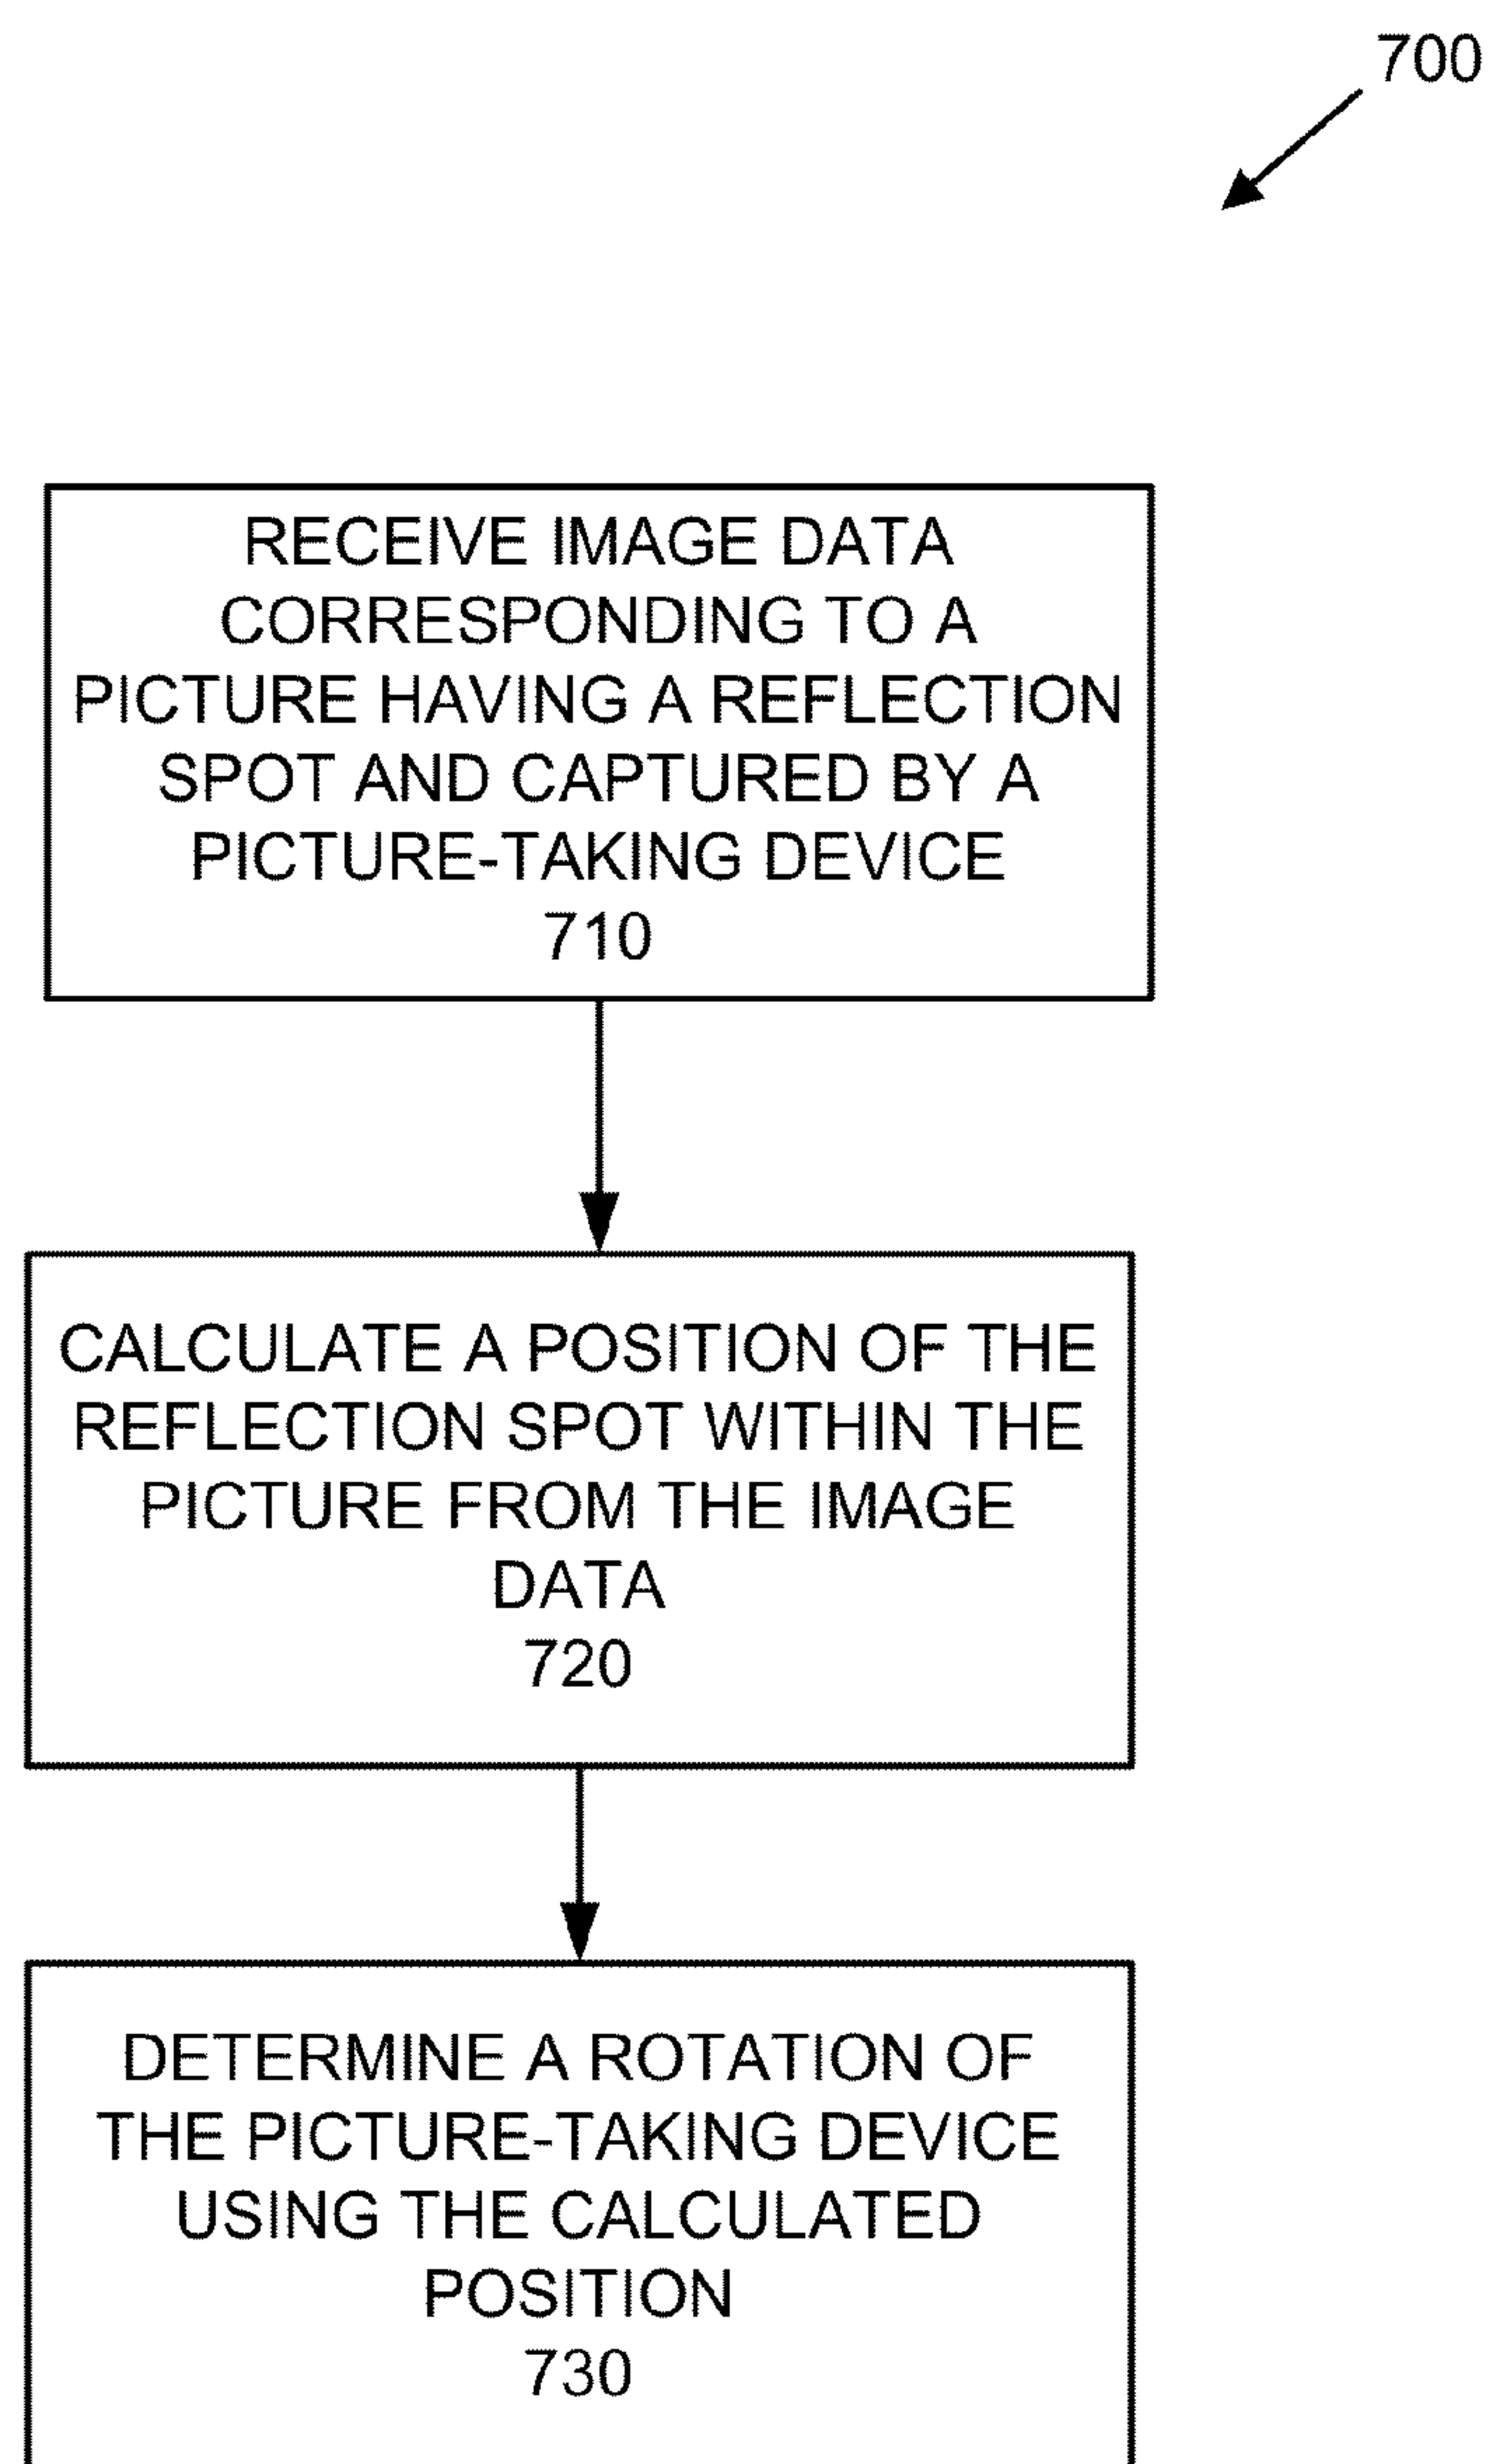 700
RECEIVE IMAGE DATA
CORRESPONDING TO A
PICTURE HAVING A REFLECTION
SPOT AND CAPTURED BY A
PICTURE-TAKING DEVICE
710
CALCULATE A POSITION OF THE
REFLECTION SPOT WITHIN THE
PICTURE FROM THE IMAGE
DATA
720
DETERMINE A ROTATION OF
THE PICTURE-TAKING DEVICE
USING THE CALCULATED
POSITION
730